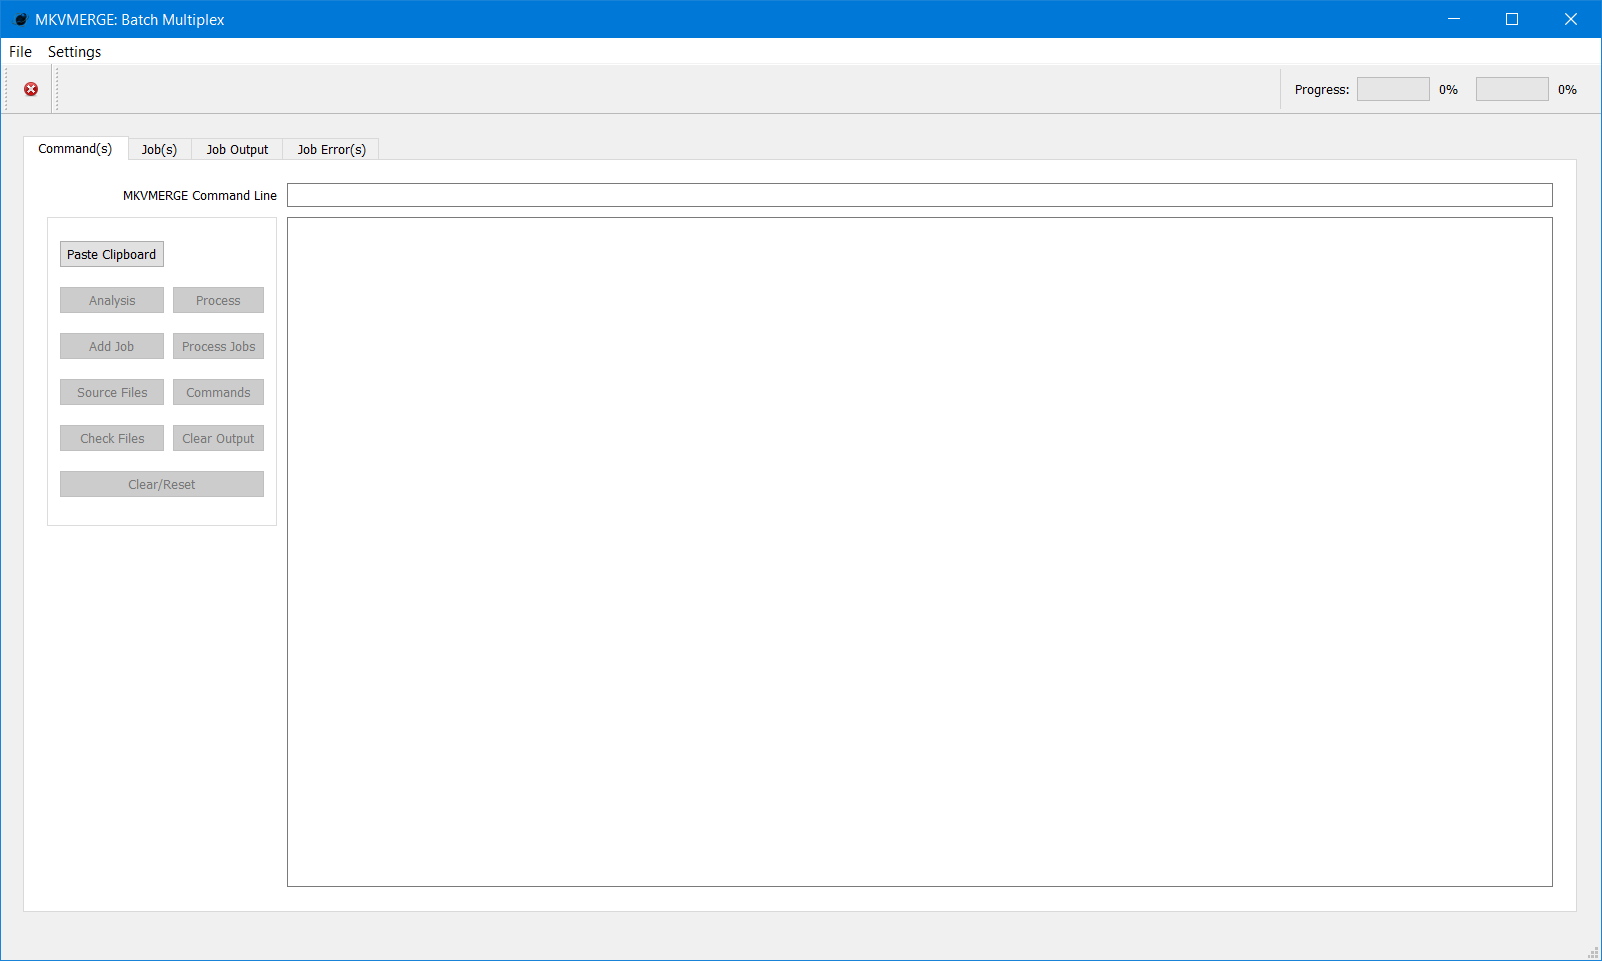 MKVMERGE: Batch Multiplex
File Settings
Progress: 0% 0%
Command(s) Job(s) Job Output Job Error(s)
MKVMERGE Command Line
Paste Clipboard
Analysis Process
Add Job Process Jobs
Source Files Commands
Check Files Clear Output
Clear/Reset